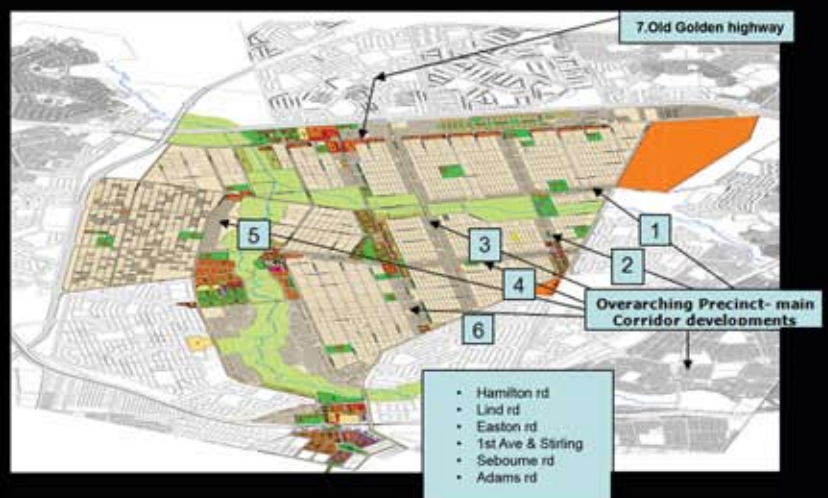 7.Old Golden highway
1
2
3
4
5
6
Overarching Precinct- main
Corridor developments
• Hamilton rd
• Lind rd
• Easton rd
• 1st Ave & Stirling
• Sebourne rd
• Adams rd